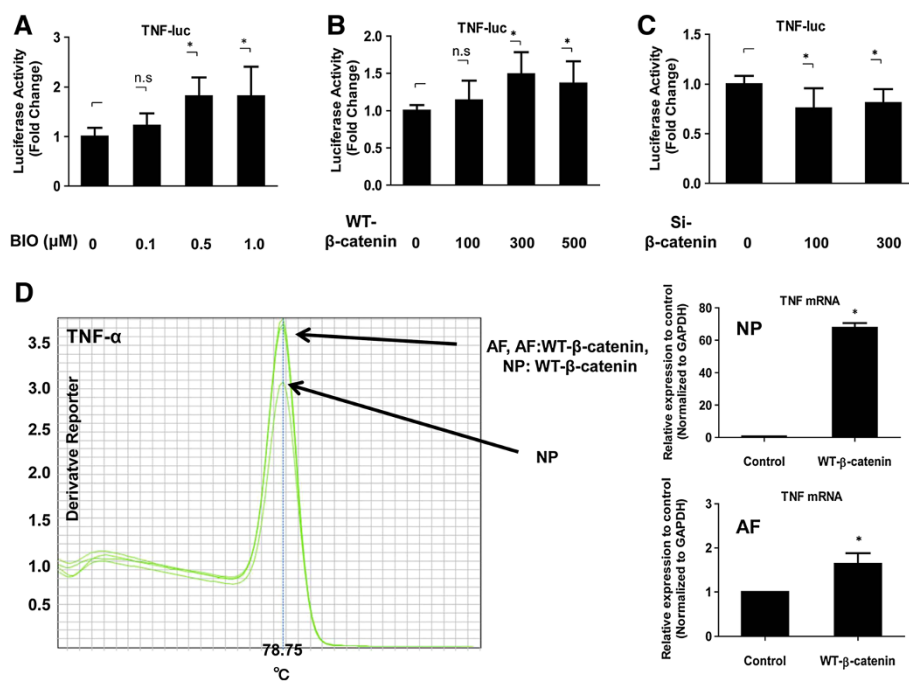 A
TNF-luc
Luciferase Activity
(Fold Change)
3
2
1
0
n.s
*
*
BIO (µM)
0 0.1 0.5 1.0
B
TNF-luc
Luciferase Activity
(Fold Change)
2.0
1.5
1.0
0.5
0.0
n.s
*
*
WT-
β-catenin
0 100 300 500
C
TNF-luc
Luciferase Activity
(Fold Change)
1.5
1.0
0.5
0.0
*
*
Si-
β-catenin
0 100 300
D
TNF-α
Derivatve Reporter
3.5
3.0
2.5
2.0
1.5
1.0
0.5
78.75
°C
AF, AF:WT-β-catenin,
NP: WT-β-catenin
NP
TNF mRNA
NP
Relative expression to control
(Normalized to GAPDH)
80
60
40
20
0
*
Control WT-β-catenin
TNF mRNA
AF
Relative expression to control
(Normalized to GAPDH)
3
2
1
0
*
Control WT-β-catenin